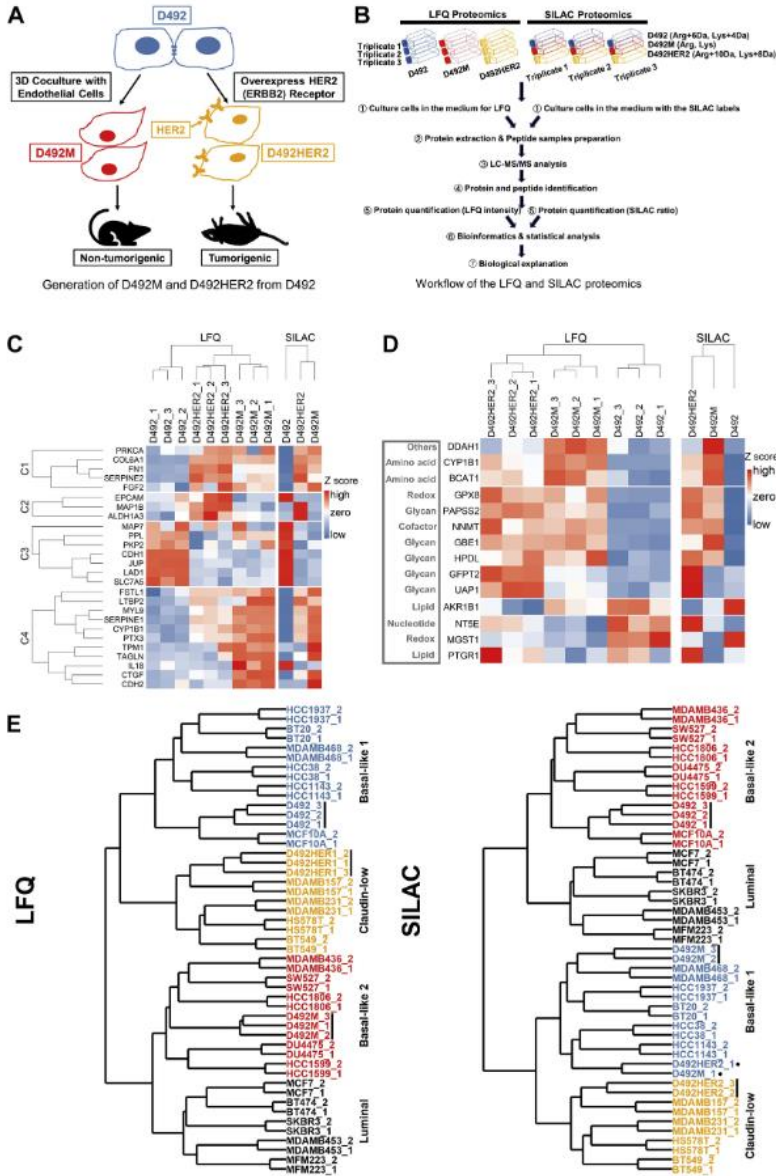 A
D492
3D Coculture with
Endothelial Cells
Overexpress HER2
(ERBB2) Receptor
HER2
D492M
D492HER2
Non-tumorigenic
Tumorigenic
Generation of D492M and D492HER2 from D492
B
LFQ Proteomics
SILAC Proteomics
Triplicate 1
Triplicate 2
Triplicate 3
D492
D492M
D492HER2
Triplicate 1
Triplicate 2
Triplicate 3
D492 (Arg+6Da, Lys+4Da)
D492M (Arg, Lys)
D492HER2 (Arg+10Da, Lys+8Da)
① Culture cells in the medium for LFQ
① Culture cells in the medium with the SILAC labels
② Protein extraction & Peptide samples preparation
③ LC-MS/MS analysis
④ Protein and peptide identification
⑤ Protein quantification (LFQ intensity)
⑤ Protein quantification (SILAC ratio)
⑥ Bioinformatics & statistical analysis
⑦ Biological explanation
Workflow of the LFQ and SILAC proteomics
C
LFQ
SILAC
D492_1
D492_3
D492_2
D492HER2_1
D492HER2_2
D492HER2_3
D492M_3
D492M_2
D492M_1
D492
D492HER2
D492M
C1
C2
C3
C4
PRKCA
COL6A1
FN1
SERPINE2
FGF2
EPCAM
MAP1B
ALDH1A3
MAP7
PPL
PKP2
CDH1
JUP
LAD1
SLC7A5
FSTL1
LTBP2
MYL9
SERPINE1
CYP1B1
PTX3
TPM1
TAGLN
IL18
CTGF
CDH2
Z score
high
zero
low
D
LFQ
SILAC
D492HER2_3
D492HER2_2
D492HER2_1
D492M_3
D492M_2
D492M_1
D492_3
D492_2
D492_1
D492HER2
D492M
D492
Others DDAH1
Amino acid CYP1B1
Amino acid BCAT1
Redox GPX8
Glycan PAPSS2
Cofactor NNMT
Glycan GBE1
Glycan HPDL
Glycan GFPT2
Glycan UAP1
Lipid AKR1B1
Nucleotide NT5E
Redox MGST1
Lipid PTGR1
Z score
high
zero
low
E
LFQ
HCC1937_2
HCC1937_1
BT20_2
BT20_1
MDAMB468_2
MDAMB468_1
HCC38_2
HCC38_1
HCC1143_2
HCC1143_1
D492_3
D492_2
D492_1
MCF10A_2
MCF10A_1
Basal-like 1
D492HER1_2
D492HER1_1
D492HER1_3
MDAMB157_2
MDAMB157_1
MDAMB231_2
MDAMB231_1
HS578T_2
HS578T_1
BT549_2
BT549_1
Claudin-low
MDAMB436_2
MDAMB436_1
SW527_2
SW527_1
HCC1806_2
HCC1806_1
D492M_3
D492M_1
D492M_2
DU4475_2
DU4475_1
HCC1599_2
HCC1599_1
Basal-like 2
MCF7_2
MCF7_1
BT474_2
BT474_1
SKBR3_2
SKBR3_1
MDAMB453_2
MDAMB453_1
MFM223_2
MFM223_1
Luminal
SILAC
MDAMB436_2
MDAMB436_1
SW527_2
SW527_1
HCC1806_2
HCC1806_1
DU4475_2
DU4475_1
HCC1599_2
HCC1599_1
D492_3
D492_2
D492_1
MCF10A_2
MCF10A_1
Basal-like 2
MCF7_2
MCF7_1
BT474_2
BT474_1
SKBR3_2
SKBR3_1
MDAMB453_2
MDAMB453_1
MFM223_2
MFM223_1
Luminal
D492M_3
D492M_2
MDAMB468_2
MDAMB468_1
HCC1937_2
HCC1937_1
BT20_2
BT20_1
HCC38_2
HCC38_1
HCC1143_2
HCC1143_1
D492HER2_1•
D492M_1•
Basal-like 1
D492HER2_3
D492HER2_2
MDAMB157_2
MDAMB157_1
MDAMB231_2
MDAMB231_1
HS578T_2
HS578T_1
BT549_2
BT549_1
Claudin-low